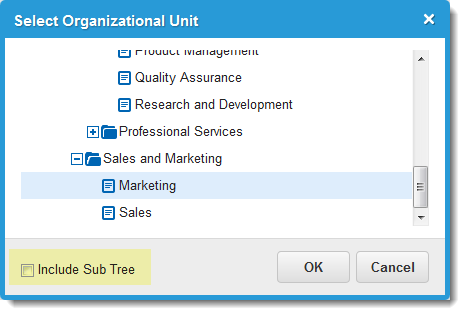 Select Organizational Unit
Product Management
Quality Assurance
Research and Development
Professional Services
Sales and Marketing
Marketing
Sales
Include Sub Tree
OK
Cancel